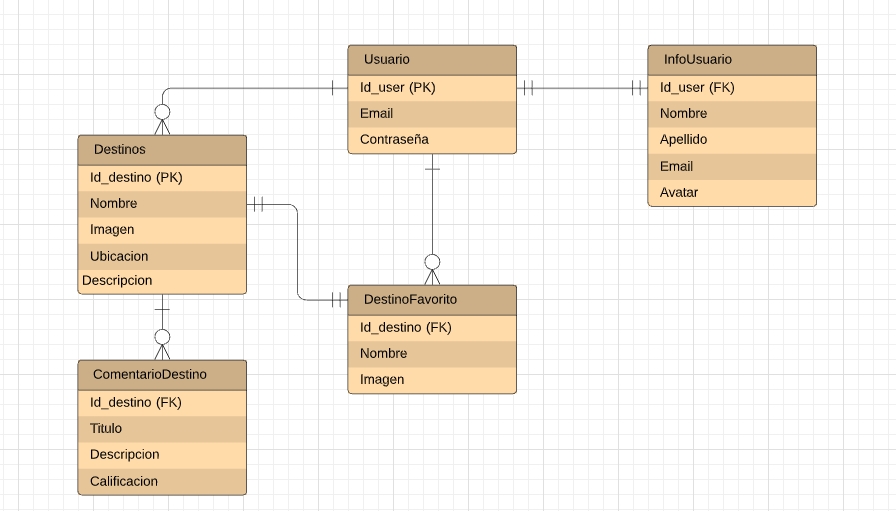 Usuario
Id_user (PK)
Email
Contraseña
InfoUsuario
Id_user (FK)
Nombre
Apellido
Email
Avatar
Destinos
Id_destino (PK)
Nombre
Imagen
Ubicacion
Descripcion
DestinoFavorito
Id_destino (FK)
Nombre
Imagen
ComentarioDestino
Id_destino (FK)
Titulo
Descripcion
Calificacion